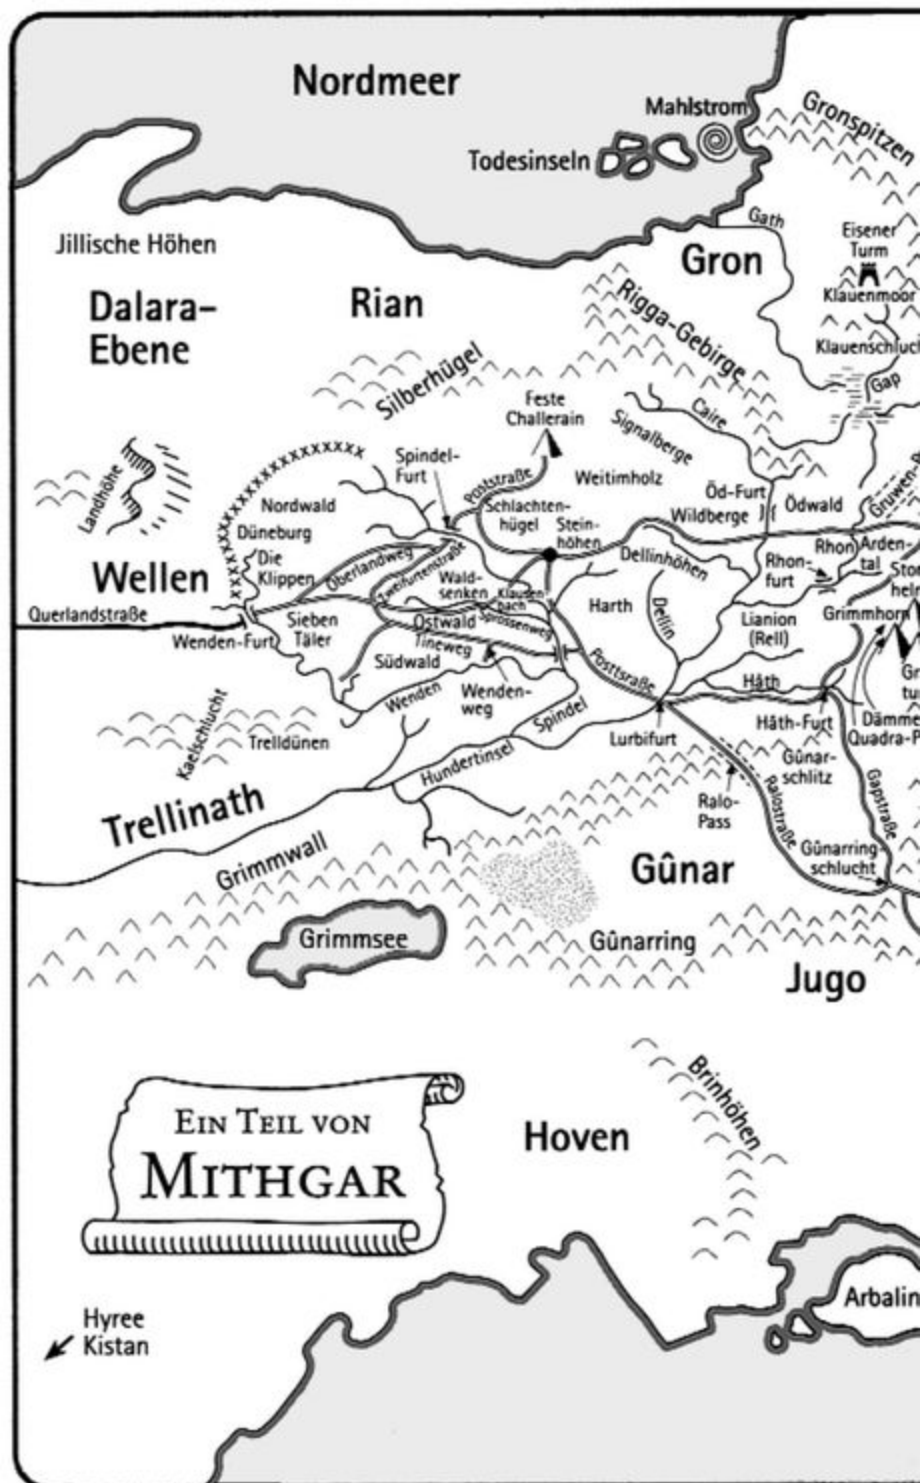 Nordmeer
Mahlstrom
Gronspitzen
Todesinseln
Gath
Jillische Höhen
Eisener
Turm
Gron
Klauenmoor
Dalara-
Ebene
Rian
Rigga-Gebirge
Silberhügel
Gap
Feste
Challerain
Caire
Signalberge
Spindel-
Furt
Poststraße
Weitimholz
Landhöhe
Nordwald
Schlachten-
hügel
Öd-Furt
Ödwald
Düneburg
Stein-
höhen
Wildberge
Die
Klippen
Oberlandweg
Zweifurtenstraße
Dellinhöhen
Rhon
Arden-
tal
Rhon-
furt
Wellen
Wald-
senken
Klausen
bach
Harth
Dellin
Querlandstraße
Sieben
Täler
Ostwald
Sprossenweg
Lianion
(Rell)
Grimmhorn
Wenden-Furt
Tineweg
Südwald
Posttsraße
Hâth
Wenden
Wenden-
weg
Spindel
Kaelschlucht
Trelldünen
Lurbifurt
Hâth-Furt
Hundertinsel
Gûnar-
schlitz
Ralo-
Pass
Ralostraße
Gapstraße
Trellinath
Grimmwall
Gûnar
Gûnarring-
schlucht
Grimmsee
Gûnarring
Jugo
Brinhöhen
Ein Teil von
Mithgar
Hoven
Arbalin
Hyree
Kistan